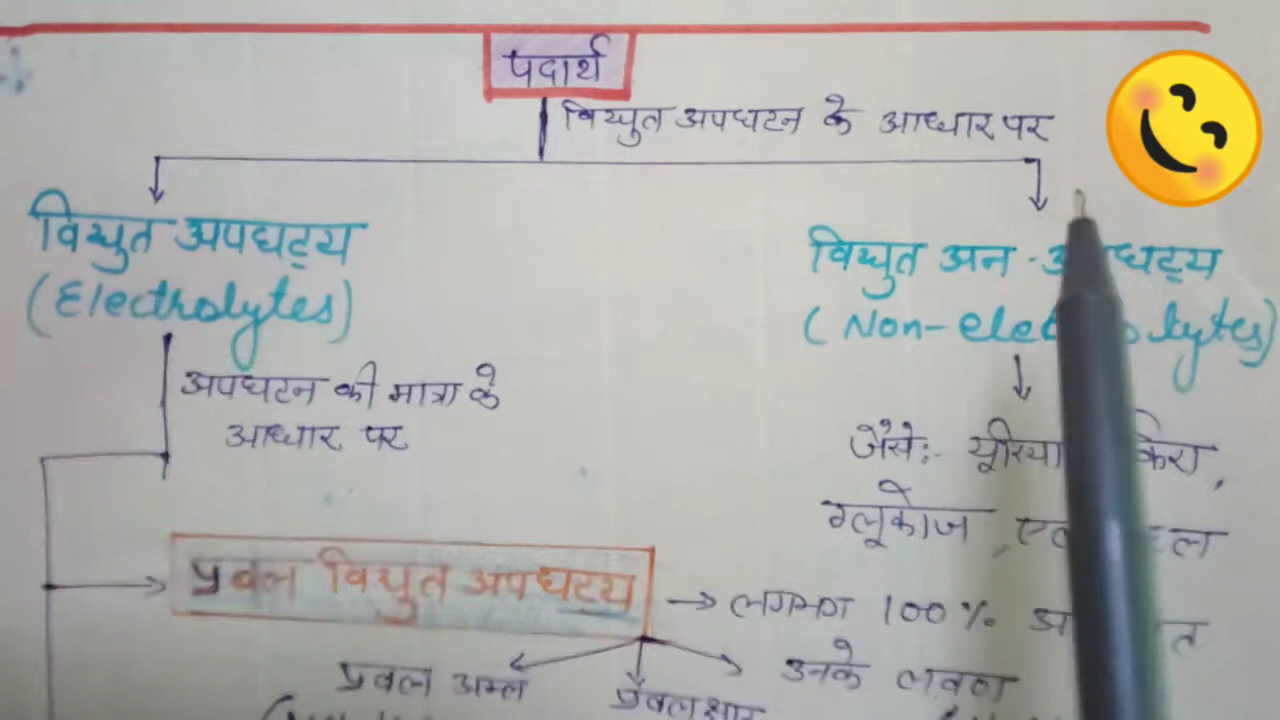 पदार्थ
विद्युत अपघटन के आधार पर
विद्युत अपघट्य
(Electrolytes)
विद्युत अन-
(Non-
अपघटन की मात्रा के
आधार पर
जैसे:- यूरिया
ग्लूकोज,
प्रबल विद्युत अपघट्य
→ लगभग 100%
प्रबल अम्ल
प्रबल क्षार
उनके लवण